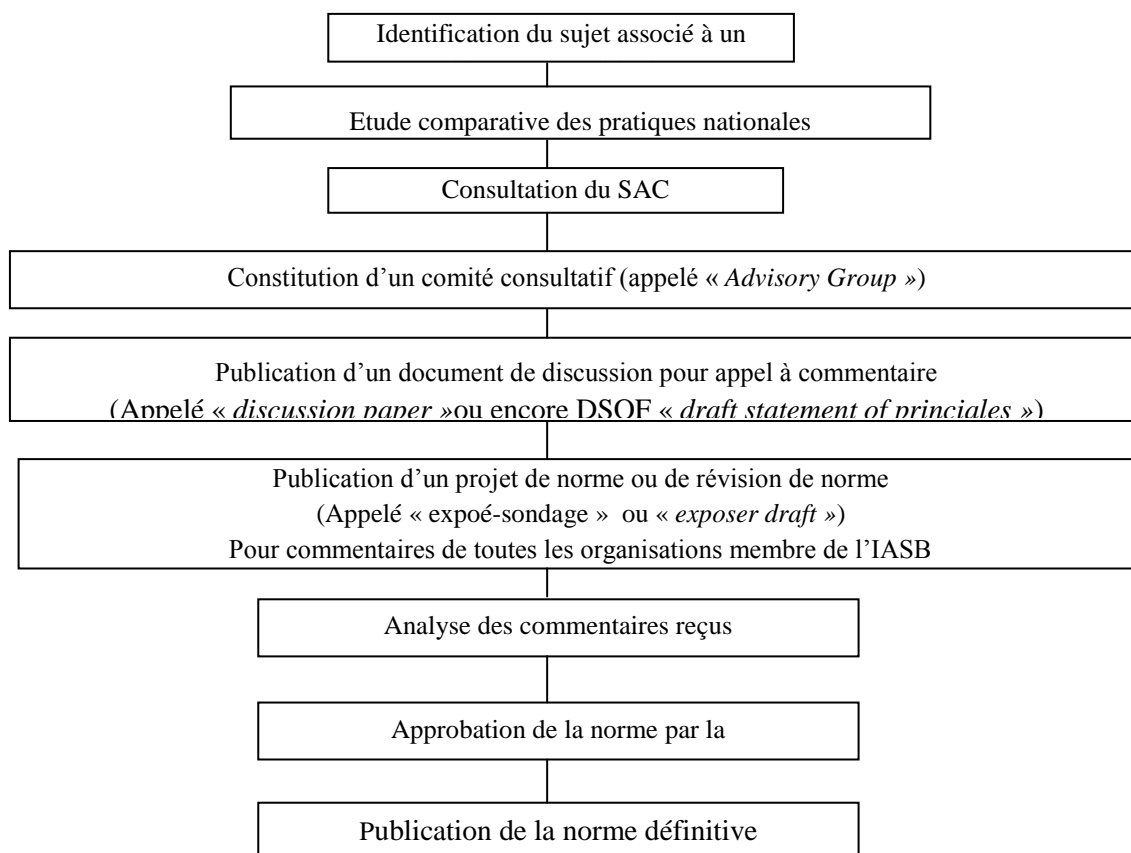 Identification du sujet associé à un
Etude comparative des pratiques nationales
Consultation du SAC
Constitution d’un comité consultatif (appelé « Advisory Group »)
Publication d’un document de discussion pour appel à commentaire
(Appelé « discussion paper »ou encore DSOF « draft statement of princiales »)
Publication d’un projet de norme ou de révision de norme
(Appelé « expoé-sondage » ou « exposer draft »)
Pour commentaires de toutes les organisations membre de l’IASB
Analyse des commentaires reçus
Approbation de la norme par la
Publication de la norme définitive